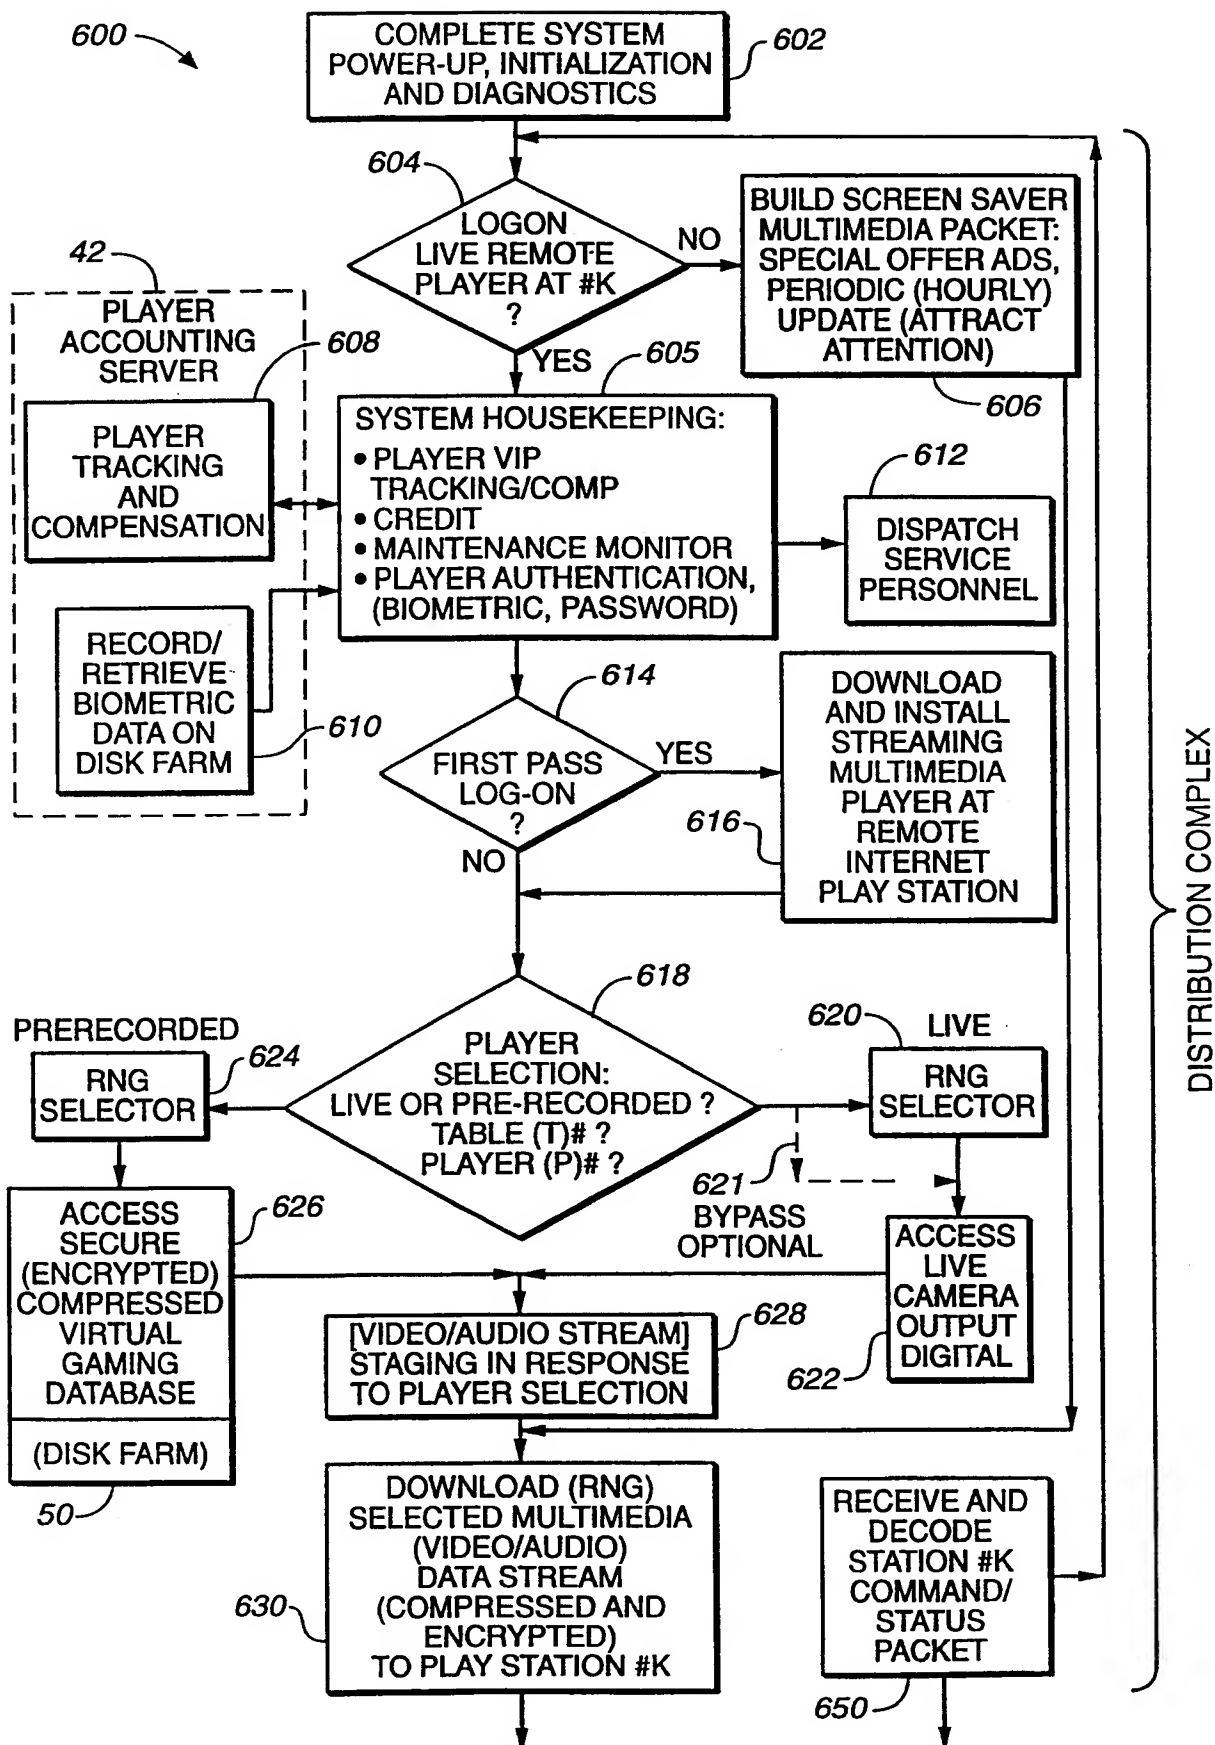 600
COMPLETE SYSTEM
POWER-UP, INITIALIZATION
AND DIAGNOSTICS
602
604
LOGON
LIVE REMOTE
PLAYER AT #K
?
NO
YES
BUILD SCREEN SAVER
MULTIMEDIA PACKET:
SPECIAL OFFER ADS,
PERIODIC (HOURLY)
UPDATE (ATTRACT
ATTENTION)
606
42
PLAYER
ACCOUNTING
SERVER
608
PLAYER
TRACKING
AND
COMPENSATION
605
SYSTEM HOUSEKEEPING:
• PLAYER VIP
TRACKING/COMP
• CREDIT
• MAINTENANCE MONITOR
• PLAYER AUTHENTICATION,
(BIOMETRIC, PASSWORD)
612
DISPATCH
SERVICE
PERSONNEL
RECORD/
RETRIEVE
BIOMETRIC
DATA ON
DISK FARM
610
614
FIRST PASS
LOG-ON
?
YES
NO
DOWNLOAD
AND INSTALL
STREAMING
MULTIMEDIA
PLAYER AT
REMOTE
INTERNET
PLAY STATION
616
DISTRIBUTION COMPLEX
618
PLAYER
SELECTION:
LIVE OR PRE-RECORDED ?
TABLE (T)# ?
PLAYER (P)# ?
PRERECORDED
624
RNG
SELECTOR
620
LIVE
RNG
SELECTOR
621
BYPASS
OPTIONAL
626
ACCESS
SECURE
(ENCRYPTED)
COMPRESSED
VIRTUAL
GAMING
DATABASE
(DISK FARM)
50
ACCESS
LIVE
CAMERA
OUTPUT
DIGITAL
622
[VIDEO/AUDIO STREAM]
STAGING IN RESPONSE
TO PLAYER SELECTION
628
DOWNLOAD (RNG)
SELECTED MULTIMEDIA
(VIDEO/AUDIO)
DATA STREAM
(COMPRESSED AND
ENCRYPTED)
TO PLAY STATION #K
630
RECEIVE AND
DECODE
STATION #K
COMMAND/
STATUS
PACKET
650